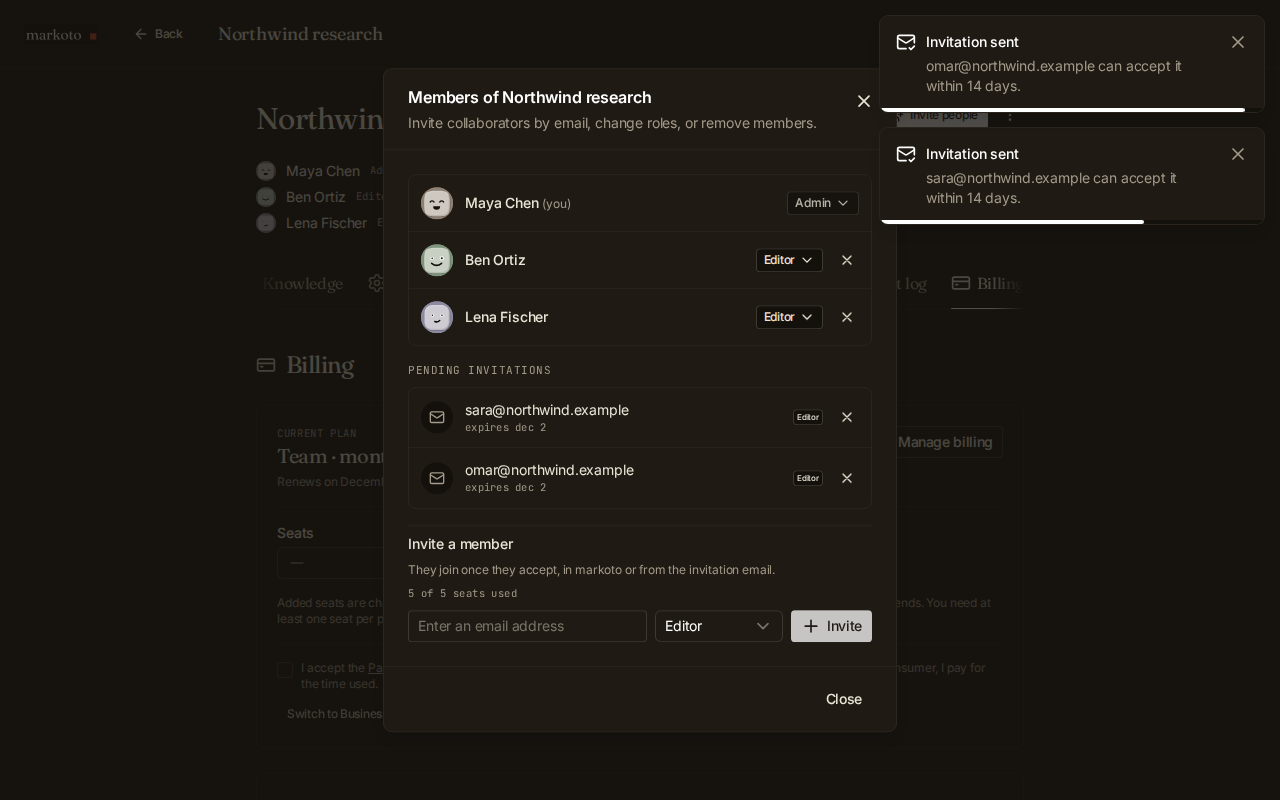 markoto
Back
Northwind research
Invitation sent
omar@northwind.example can accept it
within 14 days.
Invitation sent
sara@northwind.example can accept it
within 14 days.
Invite people
Members of Northwind research
Invite collaborators by email, change roles, or remove members.
Maya Chen (you)
Admin
Ben Ortiz
Editor
Lena Fischer
Editor
PENDING INVITATIONS
sara@northwind.example
expires dec 2
Editor
omar@northwind.example
expires dec 2
Editor
Invite a member
They join once they accept, in markoto or from the invitation email.
5 of 5 seats used
Enter an email address
Editor
Invite
Close
Maya Chen
Ben Ortiz
Lena Fischer
Knowledge
log
Billing
Billing
CURRENT PLAN
Team
Renews on
Manage billing
Seats
—
Added seats are
ends. You need at
least one seat per
I accept the
I pay for
the time used.
Switch to